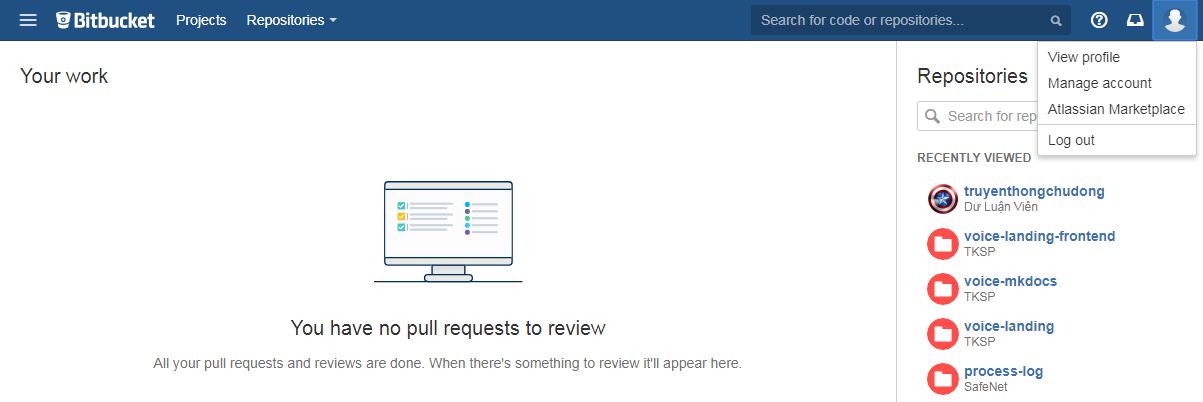 Bitbucket Projects Repositories Search for code or repositories...
Your work
Repositories
Search for rep
RECENTLY VIEWED
truyenthongchudong
Dư Luận Viên
voice-landing-frontend
TKSP
voice-mkdocs
TKSP
voice-landing
TKSP
process-log
SafeNet
View profile
Manage account
Atlassian Marketplace
Log out
You have no pull requests to review
All your pull requests and reviews are done. When there's something to review it'll appear here.